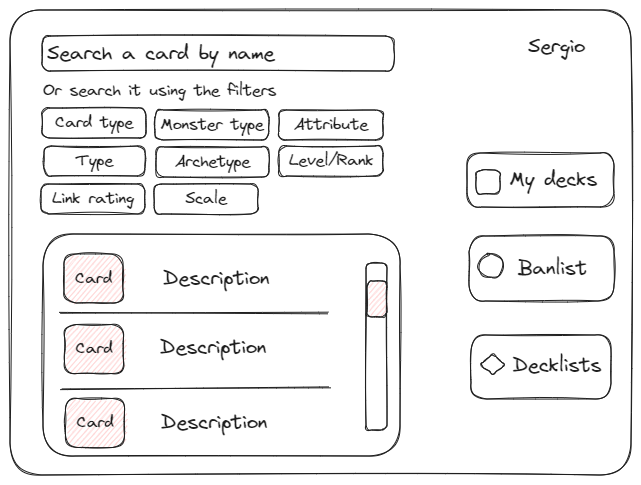 Search a card by name
Sergio
Or search it using the filters
Card type
Monster type
Attribute
Type
Archetype
Level/Rank
Link rating
Scale
Card
Description
Card
Description
Card
Description
My decks
Banlist
Decklists